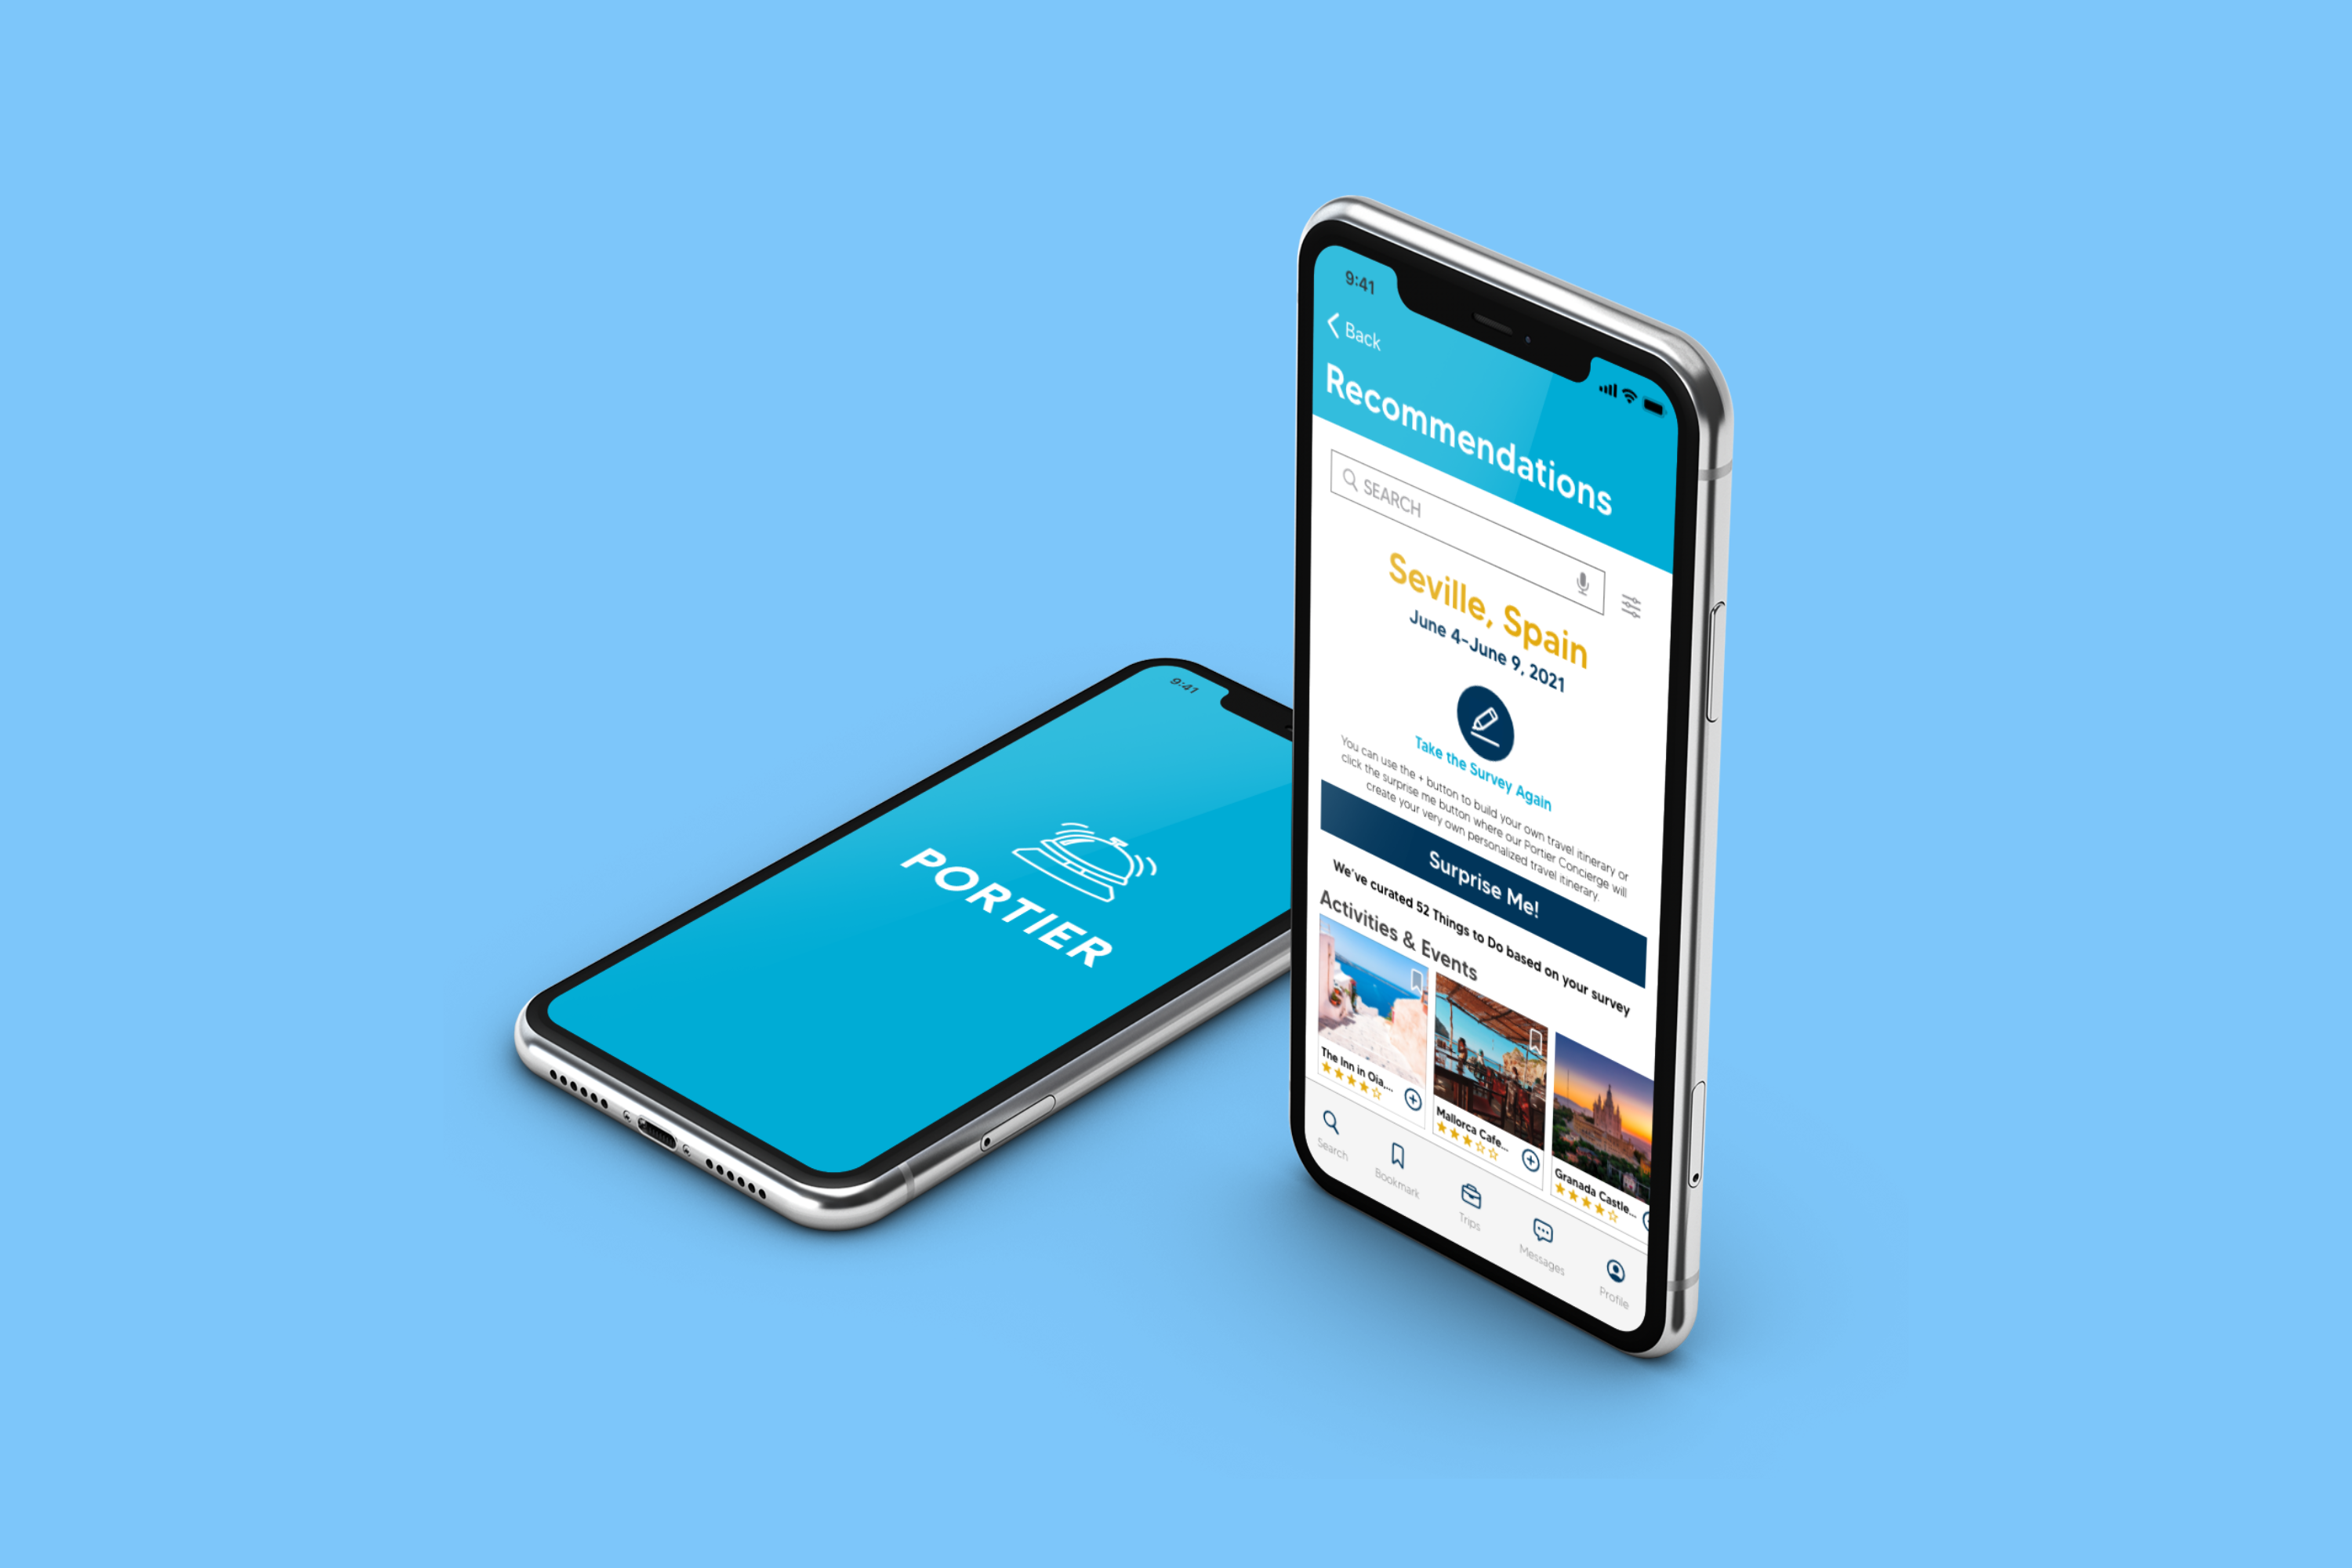 9:41
PORTIER
9:41
Back
Recommendations
SEARCH
Seville, Spain
June 4-June 9, 2021
Take the Survey Again
You can use the + button to build your own travel itinerary or
click the surprise me button where our Portier Concierge will
create your very own personalized travel itinerary.
Surprise Me!
We've curated 52 Things to Do based on your survey
Activities & Events
The Inn in Oia,...
Mallorca Cafe...
Granada Castle...
Search
Bookmark
Trips
Messages
Profile